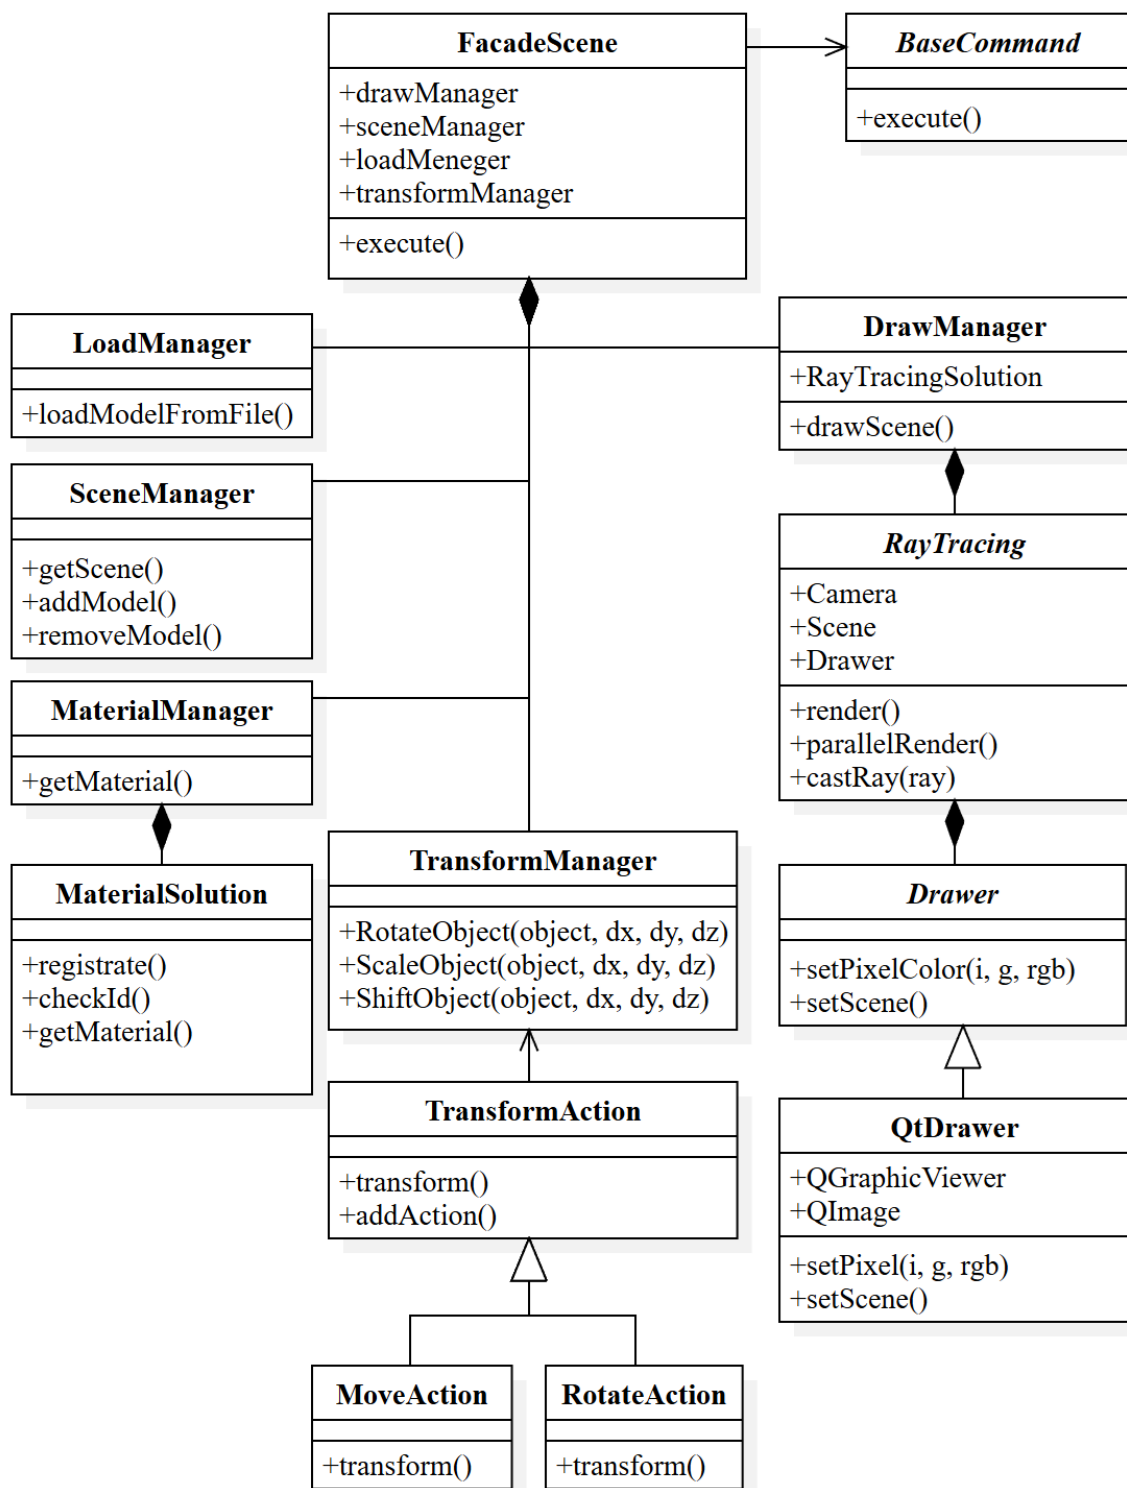 FacadeScene
+drawManager
+sceneManager
+loadMeneger
+transformManager
+execute()
BaseCommand
+execute()
LoadManager
+loadModelFromFile()
DrawManager
+RayTracingSolution
+drawScene()
SceneManager
+getScene()
+addModel()
+removeModel()
RayTracing
+Camera
+Scene
+Drawer
+render()
+parallelRender()
+castRay(ray)
MaterialManager
+getMaterial()
MaterialSolution
+registrate()
+checkId()
+getMaterial()
TransformManager
+RotateObject(object, dx, dy, dz)
+ScaleObject(object, dx, dy, dz)
+ShiftObject(object, dx, dy, dz)
Drawer
+setPixelColor(i, g, rgb)
+setScene()
TransformAction
+transform()
+addAction()
QtDrawer
+QGraphicViewer
+QImage
+setPixel(i, g, rgb)
+setScene()
MoveAction
+transform()
RotateAction
+transform()